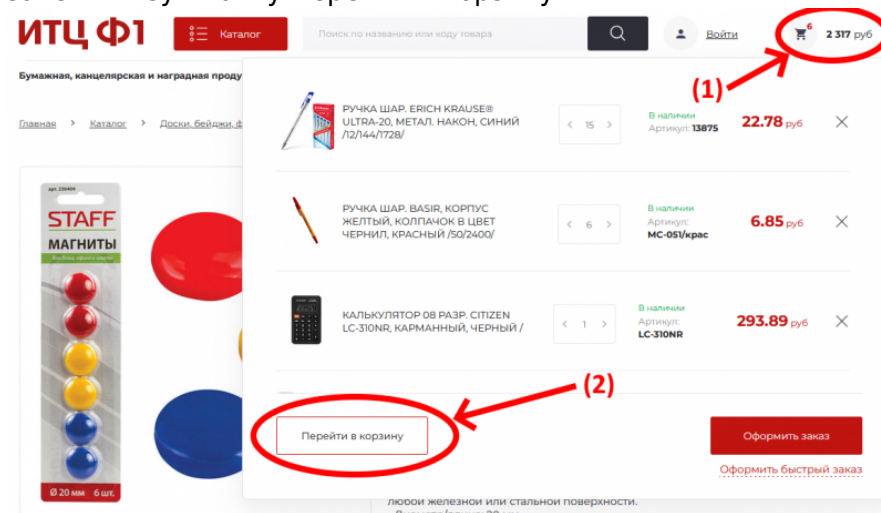 ИТЦ Ф1
Каталог
Поиск по названию или коду товара
Войти
6
2 317 руб
Бумажная, канцелярская и наградная проду
(1)
Главная > Каталог > Доски, бейджи, ф
РУЧКА ШАР. ERICH KRAUSE®
ULTRA-20, МЕТАЛ. НАКОН, СИНИЙ
/12/144/1728/
< 15 >
В наличии
Артикул: 13875
22.78 руб
РУЧКА ШАР. BASIR, КОРПУС
ЖЕЛТЫЙ, КОЛПАЧОК В ЦВЕТ
ЧЕРНИЛ, КРАСНЫЙ /50/2400/
< 6 >
В наличии
Артикул:
МС-051/крас
6.85 руб
КАЛЬКУЛЯТОР 08 РАЗР. CITIZEN
LC-310NR, КАРМАННЫЙ, ЧЕРНЫЙ /
< 1 >
В наличии
Артикул:
LC-310NR
293.89 руб
арт. 236404
STAFF
МАГНИТЫ
Ø 20 мм 6 шт.
(2)
Перейти в корзину
Оформить заказ
Оформить быстрый заказ
любой железной или стальной поверхности.